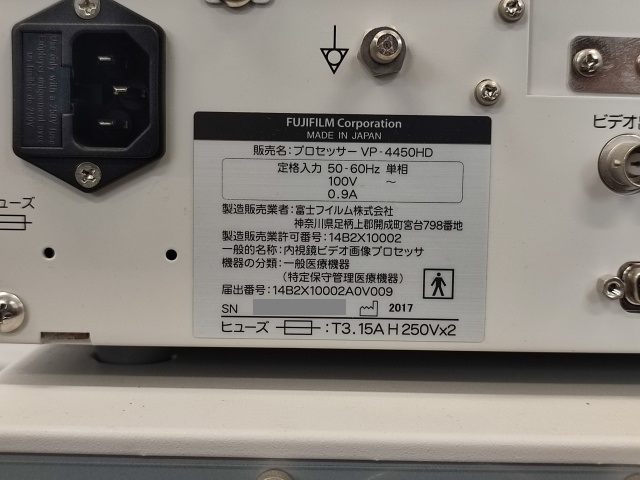 FUJIFILM Corporation
MADE IN JAPAN
販売名：プロセッサー VP-4450HD
定格入力 50-60Hz 単相
100V ～
0.9A
製造販売業者：富士フイルム株式会社
神奈川県足柄上郡開成町宮台798番地
製造販売業許可番号：14B2X10002
一般的名称：内視鏡ビデオ画像プロセッサ
機器の分類：一般医療機器
（特定保守管理医療機器）
届出番号：14B2X10002A0V009
SN 2017
ヒューズ :T3.15A H 250Vx2
ヒューズ
ビデオ